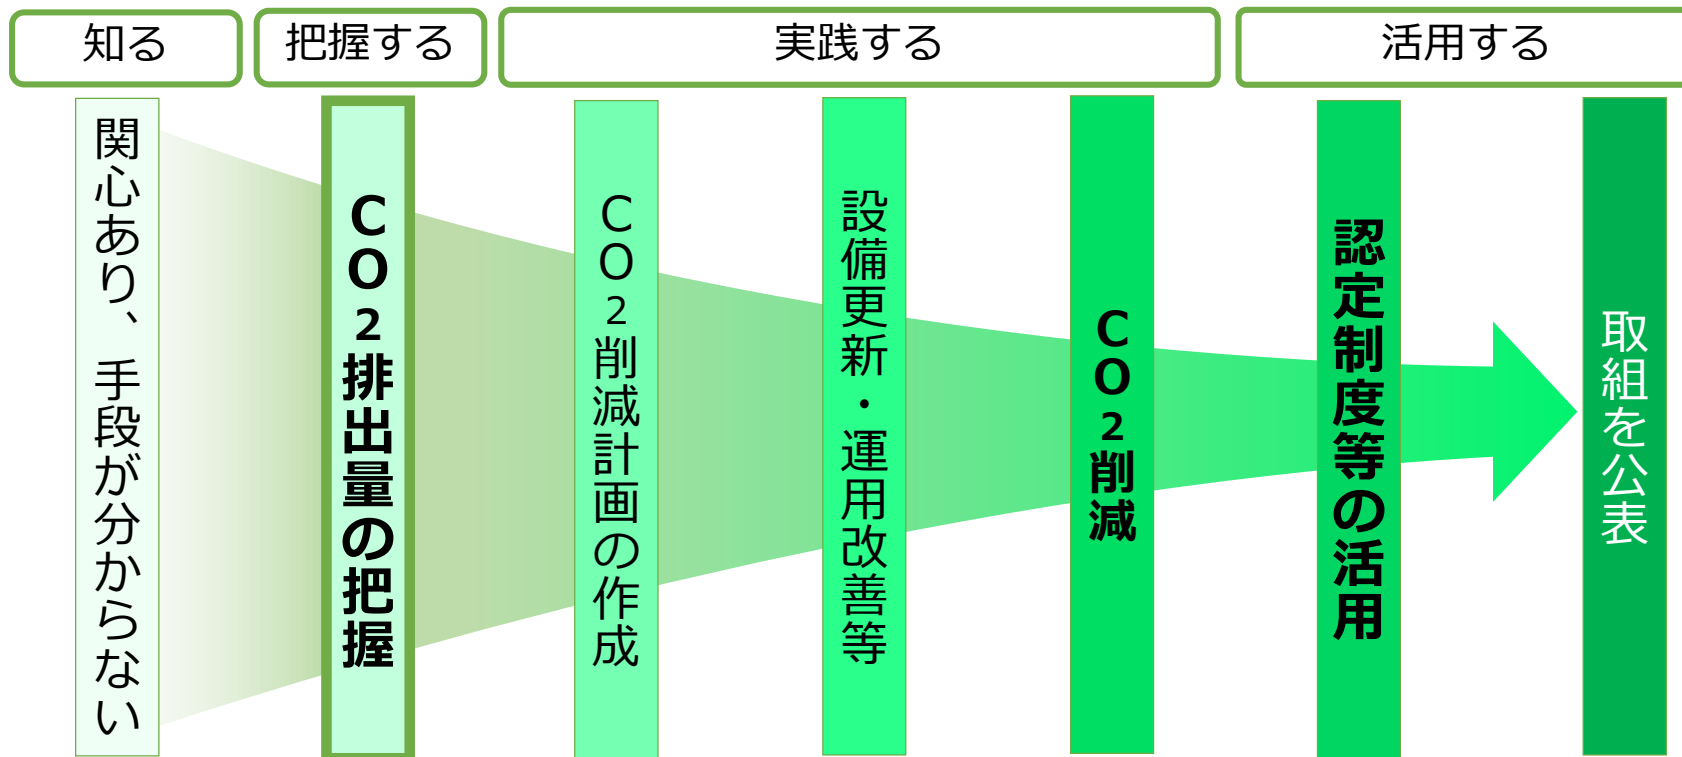 知る
把握する
実践する
活用する
関心あり、手段が分からない
CO2排出量の把握
CO2削減計画の作成
設備更新・運用改善等
CO2削減
認定制度等の活用
取組を公表